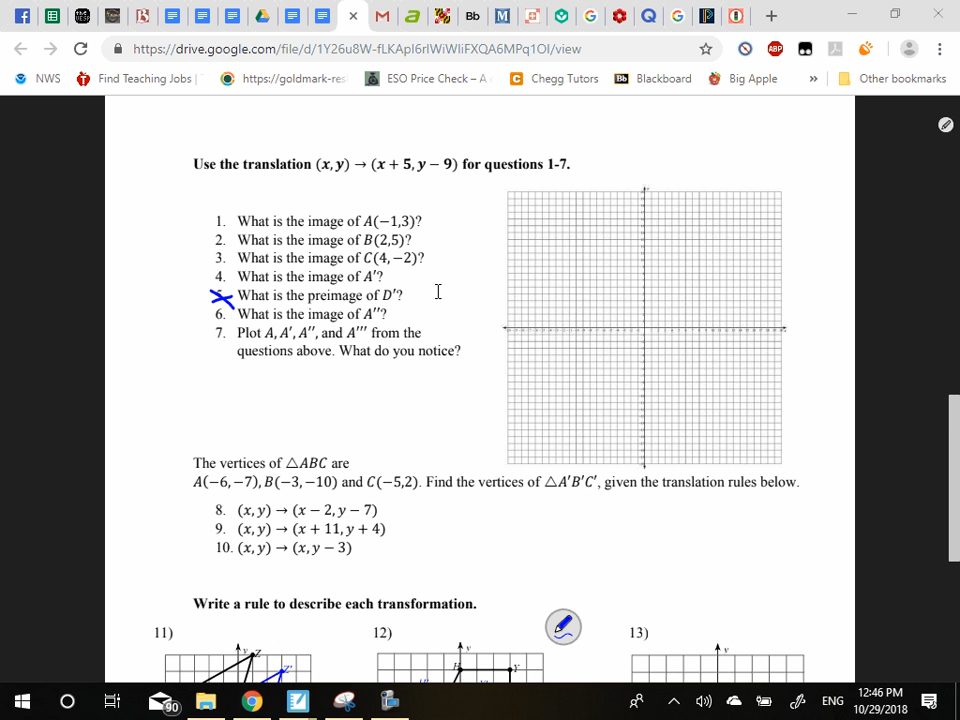 https://drive.google.com/file/d/1Y26u8W-fLKApI6rIWiWIiFXQA6MPq1OI/view
NWS
Find Teaching Jobs |
https://goldmark-res
ESO Price Check – A c
Chegg Tutors
Blackboard
Big Apple
»
Other bookmarks
Use the translation (x, y) → (x + 5, y − 9) for questions 1-7.
1. What is the image of A(−1,3)?
2. What is the image of B(2,5)?
3. What is the image of C(4, −2)?
4. What is the image of A′?
What is the preimage of D′?
6. What is the image of A′′?
7. Plot A, A′, A′′, and A′′′ from the
questions above. What do you notice?
The vertices of △ABC are
A(−6, −7), B(−3, −10) and C(−5,2). Find the vertices of △A′B′C′, given the translation rules below.
8. (x, y) → (x − 2, y − 7)
9. (x, y) → (x + 11, y + 4)
10. (x, y) → (x, y − 3)
Write a rule to describe each transformation.
11)
12)
13)
y Z
Z'
H Y
90
ENG
12:46 PM
10/29/2018